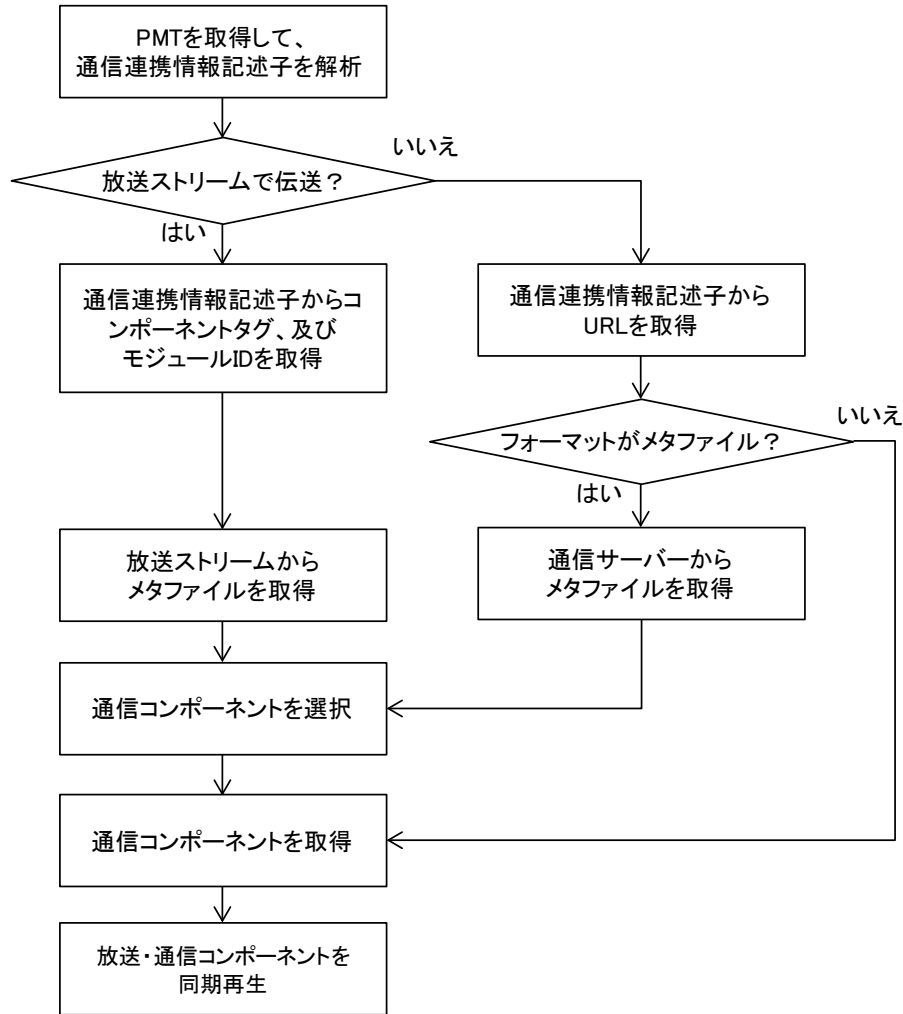 PMTを取得して、
通信連携情報記述子を解析
いいえ
放送ストリームで伝送？
はい
通信連携情報記述子からコ
ンポーネントタグ、及び
モジュールIDを取得
通信連携情報記述子から
URLを取得
いいえ
フォーマットがメタファイル？
はい
放送ストリームから
メタファイルを取得
通信サーバーから
メタファイルを取得
通信コンポーネントを選択
通信コンポーネントを取得
放送・通信コンポーネントを
同期再生